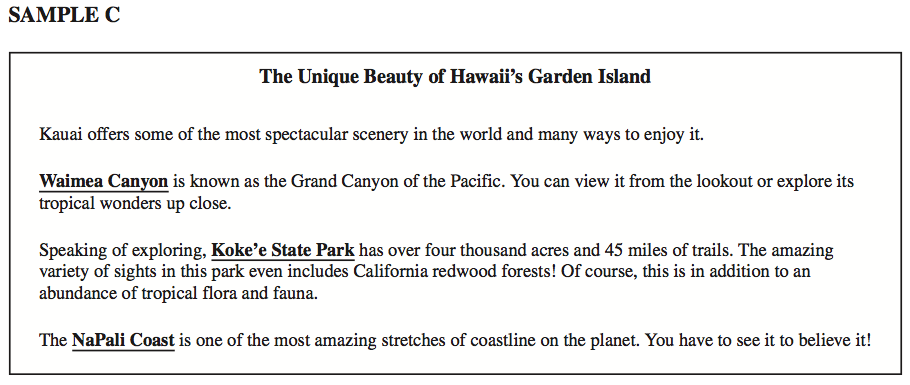 SAMPLE C
The Unique Beauty of Hawaii’s Garden Island
Kauai offers some of the most spectacular scenery in the world and many ways to enjoy it.
Waimea Canyon is known as the Grand Canyon of the Pacific. You can view it from the lookout or explore its
tropical wonders up close.
Speaking of exploring, Koke’e State Park has over four thousand acres and 45 miles of trails. The amazing
variety of sights in this park even includes California redwood forests! Of course, this is in addition to an
abundance of tropical flora and fauna.
The NaPali Coast is one of the most amazing stretches of coastline on the planet. You have to see it to believe it!